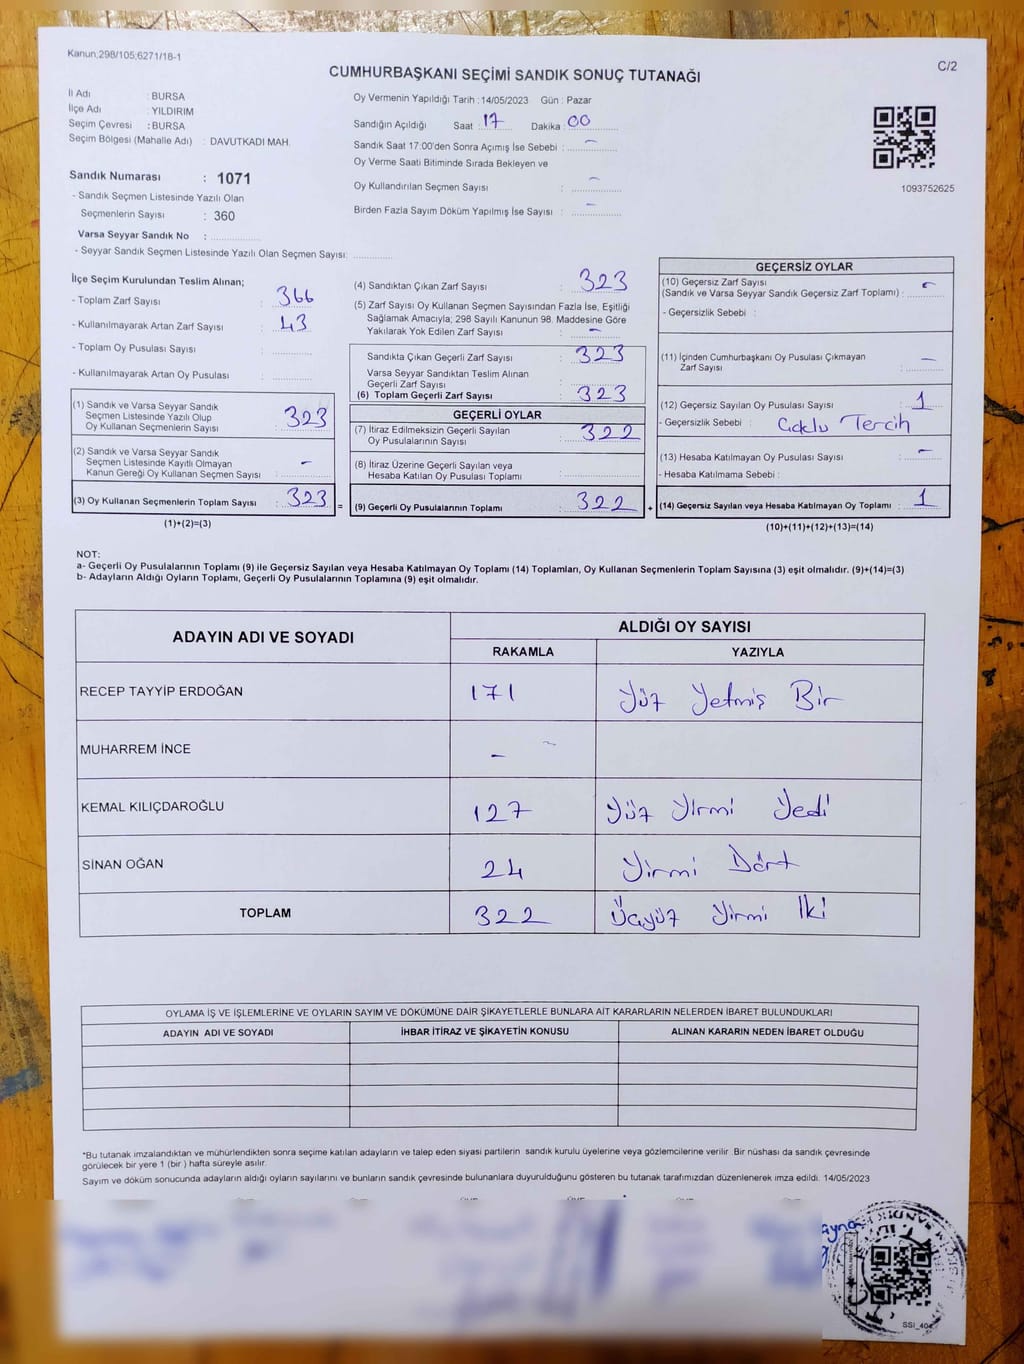 Kanun;298/105;6271/18-1
C/2
CUMHURBAŞKANI SEÇİMİ SANDIK SONUÇ TUTANAĞI
İl Adı : BURSA
İlçe Adı : YILDIRIM
Seçim Çevresi : BURSA
Seçim Bölgesi (Mahalle Adı) : DAVUTKADI MAH.
Sandık Numarası : 1071
- Sandık Seçmen Listesinde Yazılı Olan
Seçmenlerin Sayısı : 360
Varsa Seyyar Sandık No :
- Seyyar Sandık Seçmen Listesinde Yazılı Olan Seçmen Sayısı:
Oy Vermenin Yapıldığı Tarih : 14/05/2023 Gün : Pazar
Sandığın Açıldığı Saat : 17 Dakika : 00
Sandık Saat 17:00'den Sonra Açımış İse Sebebi : -
Oy Verme Saati Bitiminde Sırada Bekleyen ve
Oy Kullandırılan Seçmen Sayısı : -
Birden Fazla Sayım Döküm Yapılmış İse Sayısı : -
1093752625
İlçe Seçim Kurulundan Teslim Alınan;
- Toplam Zarf Sayısı : 366
- Kullanılmayarak Artan Zarf Sayısı : 43
- Toplam Oy Pusulası Sayısı :
- Kullanılmayarak Artan Oy Pusulası :
(1) Sandık ve Varsa Seyyar Sandık
Seçmen Listesinde Yazılı Olup
Oy Kullanan Seçmenlerin Sayısı : 323
(2) Sandık ve Varsa Seyyar Sandık
Seçmen Listesinde Kayıtlı Olmayan
Kanun Gereği Oy Kullanan Seçmen Sayısı : -
(3) Oy Kullanan Seçmenlerin Toplam Sayısı : 323
(1)+(2)=(3)
=
(4) Sandıktan Çıkan Zarf Sayısı : 323
(5) Zarf Sayısı Oy Kullanan Seçmen Sayısından Fazla İse, Eşitliği
Sağlamak Amacıyla; 298 Sayılı Kanunun 98. Maddesine Göre
Yakılarak Yok Edilen Zarf Sayısı : -
Sandıkta Çıkan Geçerli Zarf Sayısı : 323
Varsa Seyyar Sandıktan Teslim Alınan
Geçerli Zarf Sayısı :
(6) Toplam Geçerli Zarf Sayısı : 323
GEÇERLİ OYLAR
(7) İtiraz Edilmeksizin Geçerli Sayılan
Oy Pusulalarının Sayısı : 322
(8) İtiraz Üzerine Geçerli Sayılan veya
Hesaba Katılan Oy Pusulası Toplamı :
(9) Geçerli Oy Pusulalarının Toplamı : 322
+
GEÇERSİZ OYLAR
(10) Geçersiz Zarf Sayısı
(Sandık ve Varsa Seyyar Sandık Geçersiz Zarf Toplamı) : -
- Geçersizlik Sebebi :
(11) İçinden Cumhurbaşkanı Oy Pusulası Çıkmayan
Zarf Sayısı : -
(12) Geçersiz Sayılan Oy Pusulası Sayısı : 1
- Geçersizlik Sebebi : Çoklu Tercih
(13) Hesaba Katılmayan Oy Pusulası Sayısı : -
- Hesaba Katılmama Sebebi :
(14) Geçersiz Sayılan veya Hesaba Katılmayan Oy Toplamı : 1
(10)+(11)+(12)+(13)=(14)
NOT:
a- Geçerli Oy Pusulalarının Toplamı (9) ile Geçersiz Sayılan veya Hesaba Katılmayan Oy Toplamı (14) Toplamları, Oy Kullanan Seçmenlerin Toplam Sayısına (3) eşit olmalıdır. (9)+(14)=(3)
b- Adayların Aldığı Oyların Toplamı, Geçerli Oy Pusulalarının Toplamına (9) eşit olmalıdır.
ADAYIN ADI VE SOYADI
ALDIĞI OY SAYISI
RAKAMLA YAZIYLA
RECEP TAYYİP ERDOĞAN 171 Yüz Yetmiş Bir
MUHARREM İNCE -
KEMAL KILIÇDAROĞLU 127 Yüz Yirmi Yedi
SİNAN OĞAN 24 Yirmi Dört
TOPLAM 322 Üçyüz Yirmi İki
OYLAMA İŞ VE İŞLEMLERİNE VE OYLARIN SAYIM VE DÖKÜMÜNE DAİR ŞİKAYETLERLE BUNLARA AİT KARARLARIN NELERDEN İBARET BULUNDUKLARI
ADAYIN ADI VE SOYADI İHBAR İTİRAZ VE ŞİKAYETİN KONUSU ALINAN KARARIN NEDEN İBARET OLDUĞU
*Bu tutanak imzalandıktan ve mühürlendikten sonra seçime katılan adayların ve talep eden siyasi partilerin sandık kurulu üyelerine veya gözlemcilerine verilir. Bir nüshası da sandık çevresinde
görülecek bir yere 1 (bir ) hafta süreyle asılır.
Sayım ve döküm sonucunda adayların aldığı oyların sayılarını ve bunların sandık çevresinde bulunanlara duyurulduğunu gösteren bu tutanak tarafımızdan düzenlenerek imza edildi. 14/05/2023